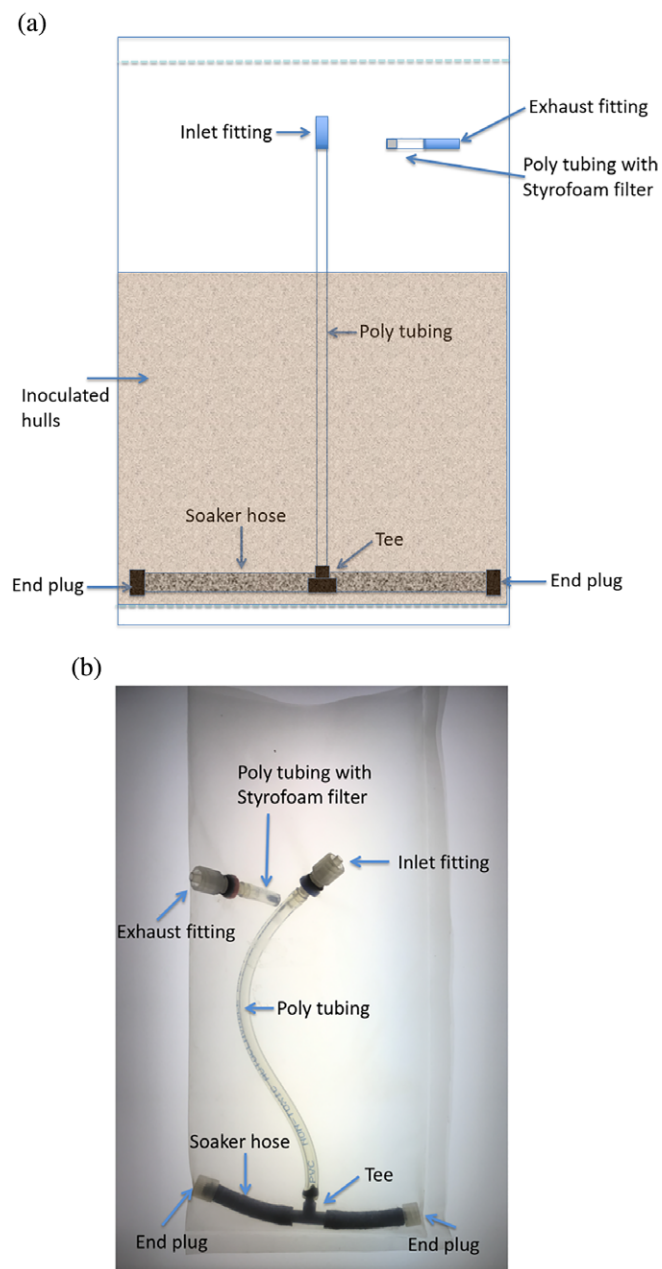 (a)
Inlet fitting
Exhaust fitting
Poly tubing with
Styrofoam filter
Poly tubing
Inoculated
hulls
Soaker hose
Tee
End plug
End plug
(b)
Poly tubing with
Styrofoam filter
Inlet fitting
Exhaust fitting
Poly tubing
Soaker hose
PVC
Tee
End plug
End plug